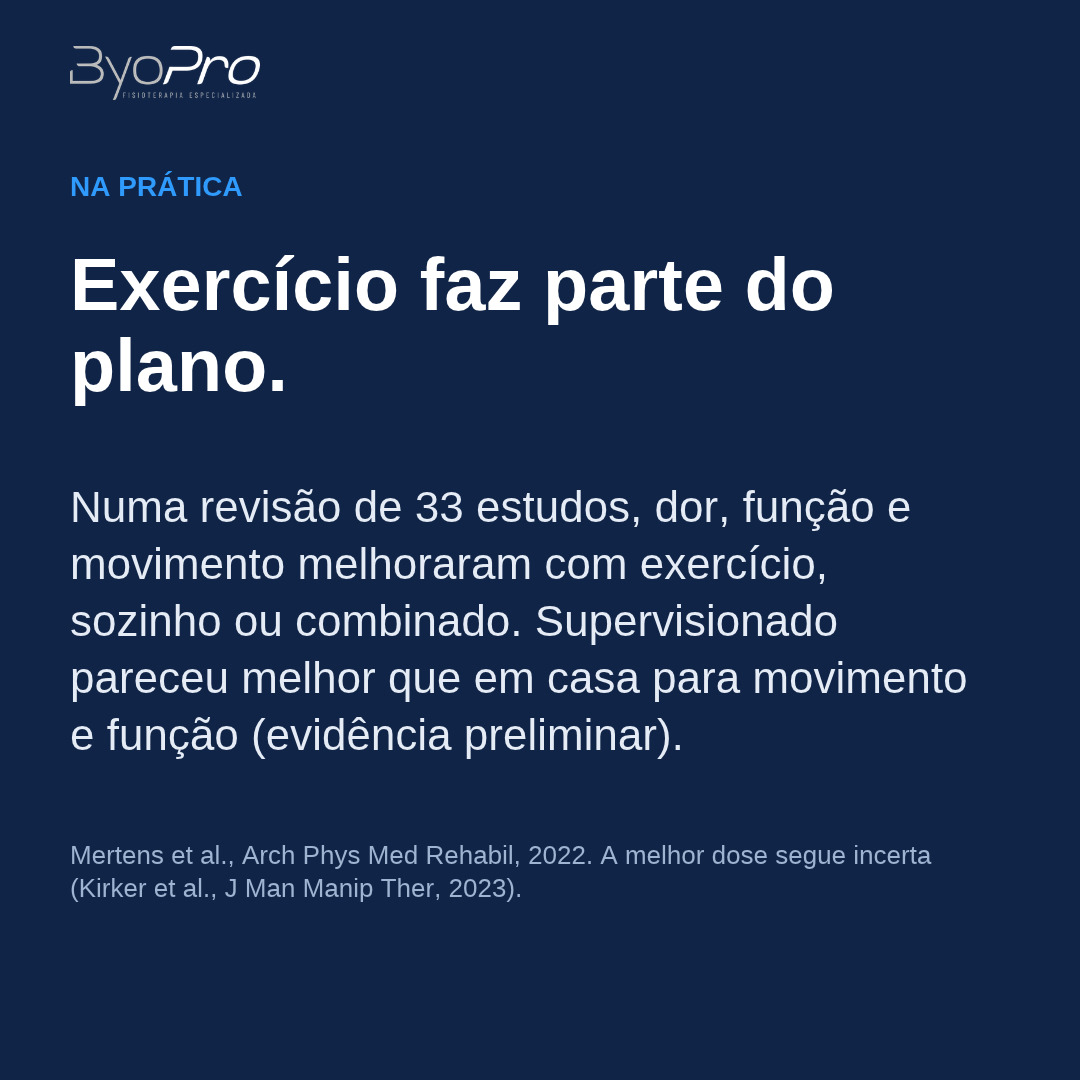 ByoPro
FISIOTERAPIA ESPECIALIZADA
NA PRÁTICA
Exercício faz parte do
plano.
Numa revisão de 33 estudos, dor, função e
movimento melhoraram com exercício,
sozinho ou combinado. Supervisionado
pareceu melhor que em casa para movimento
e função (evidência preliminar).
Mertens et al., Arch Phys Med Rehabil, 2022. A melhor dose segue incerta
(Kirker et al., J Man Manip Ther, 2023).